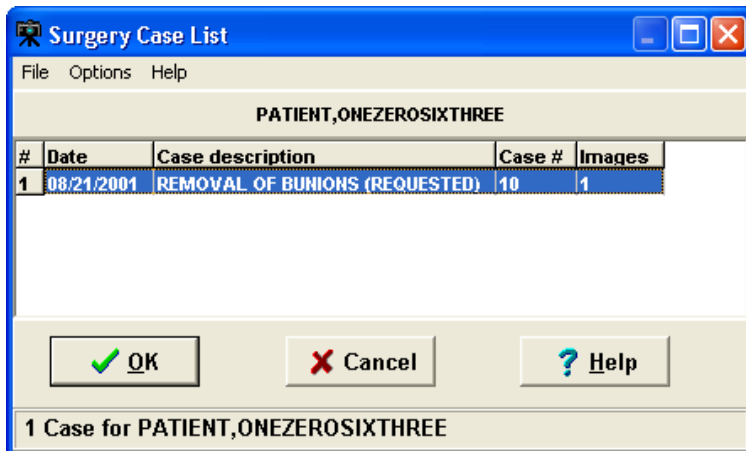 Surgery Case List
File Options Help
PATIENT,ONEZEROSIXTHREE
# Date Case description Case # Images
1 08/21/2001 REMOVAL OF BUNIONS (REQUESTED) 10 1
OK Cancel Help
1 Case for PATIENT,ONEZEROSIXTHREE